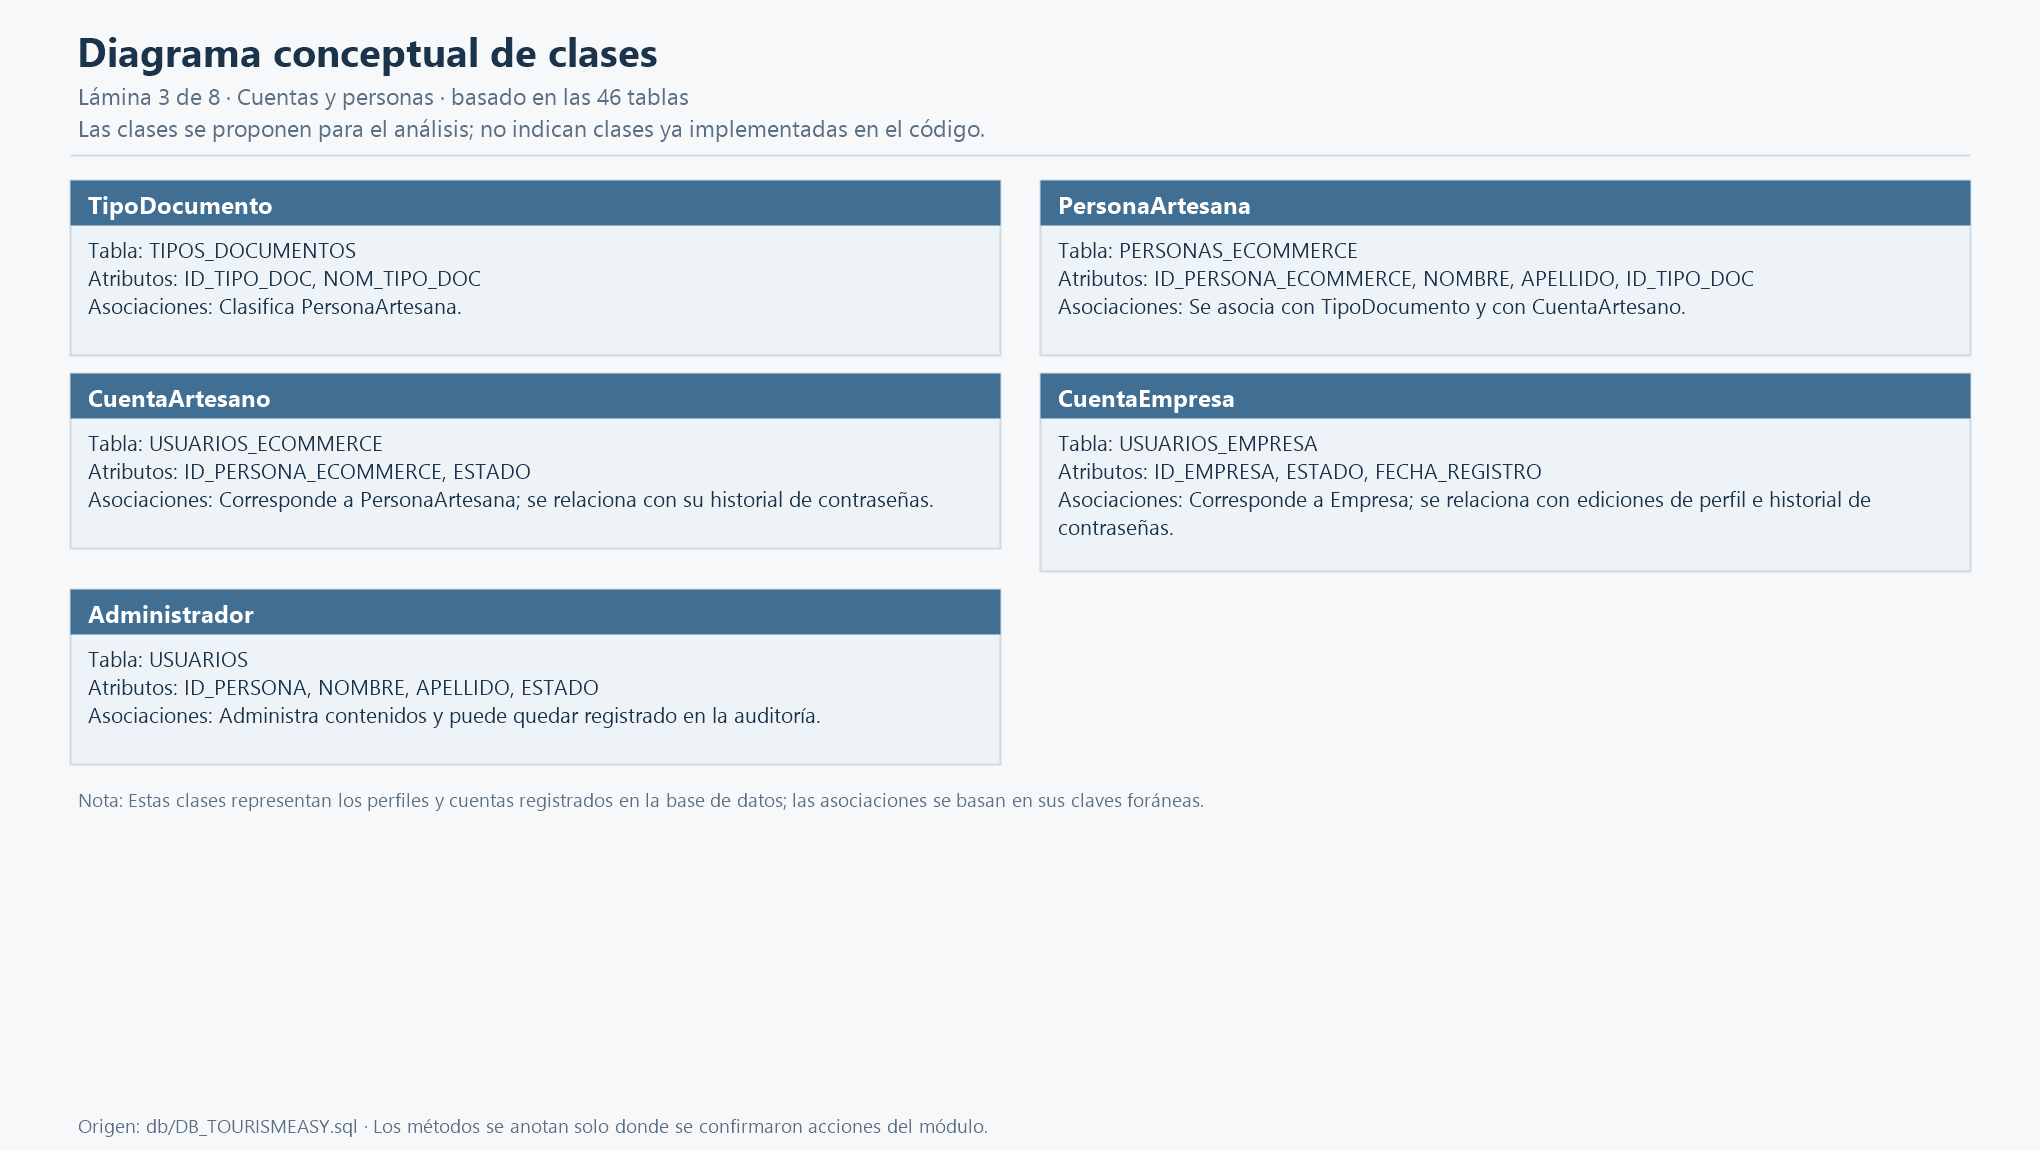 Diagrama conceptual de clases
Lámina 3 de 8 · Cuentas y personas · basado en las 46 tablas
Las clases se proponen para el análisis; no indican clases ya implementadas en el código.
TipoDocumento
Tabla: TIPOS_DOCUMENTOS
Atributos: ID_TIPO_DOC, NOM_TIPO_DOC
Asociaciones: Clasifica PersonaArtesana.
PersonaArtesana
Tabla: PERSONAS_ECOMMERCE
Atributos: ID_PERSONA_ECOMMERCE, NOMBRE, APELLIDO, ID_TIPO_DOC
Asociaciones: Se asocia con TipoDocumento y con CuentaArtesano.
CuentaArtesano
Tabla: USUARIOS_ECOMMERCE
Atributos: ID_PERSONA_ECOMMERCE, ESTADO
Asociaciones: Corresponde a PersonaArtesana; se relaciona con su historial de contraseñas.
CuentaEmpresa
Tabla: USUARIOS_EMPRESA
Atributos: ID_EMPRESA, ESTADO, FECHA_REGISTRO
Asociaciones: Corresponde a Empresa; se relaciona con ediciones de perfil e historial de
contraseñas.
Administrador
Tabla: USUARIOS
Atributos: ID_PERSONA, NOMBRE, APELLIDO, ESTADO
Asociaciones: Administra contenidos y puede quedar registrado en la auditoría.
Nota: Estas clases representan los perfiles y cuentas registrados en la base de datos; las asociaciones se basan en sus claves foráneas.
Origen: db/DB_TOURISMEASY.sql · Los métodos se anotan solo donde se confirmaron acciones del módulo.